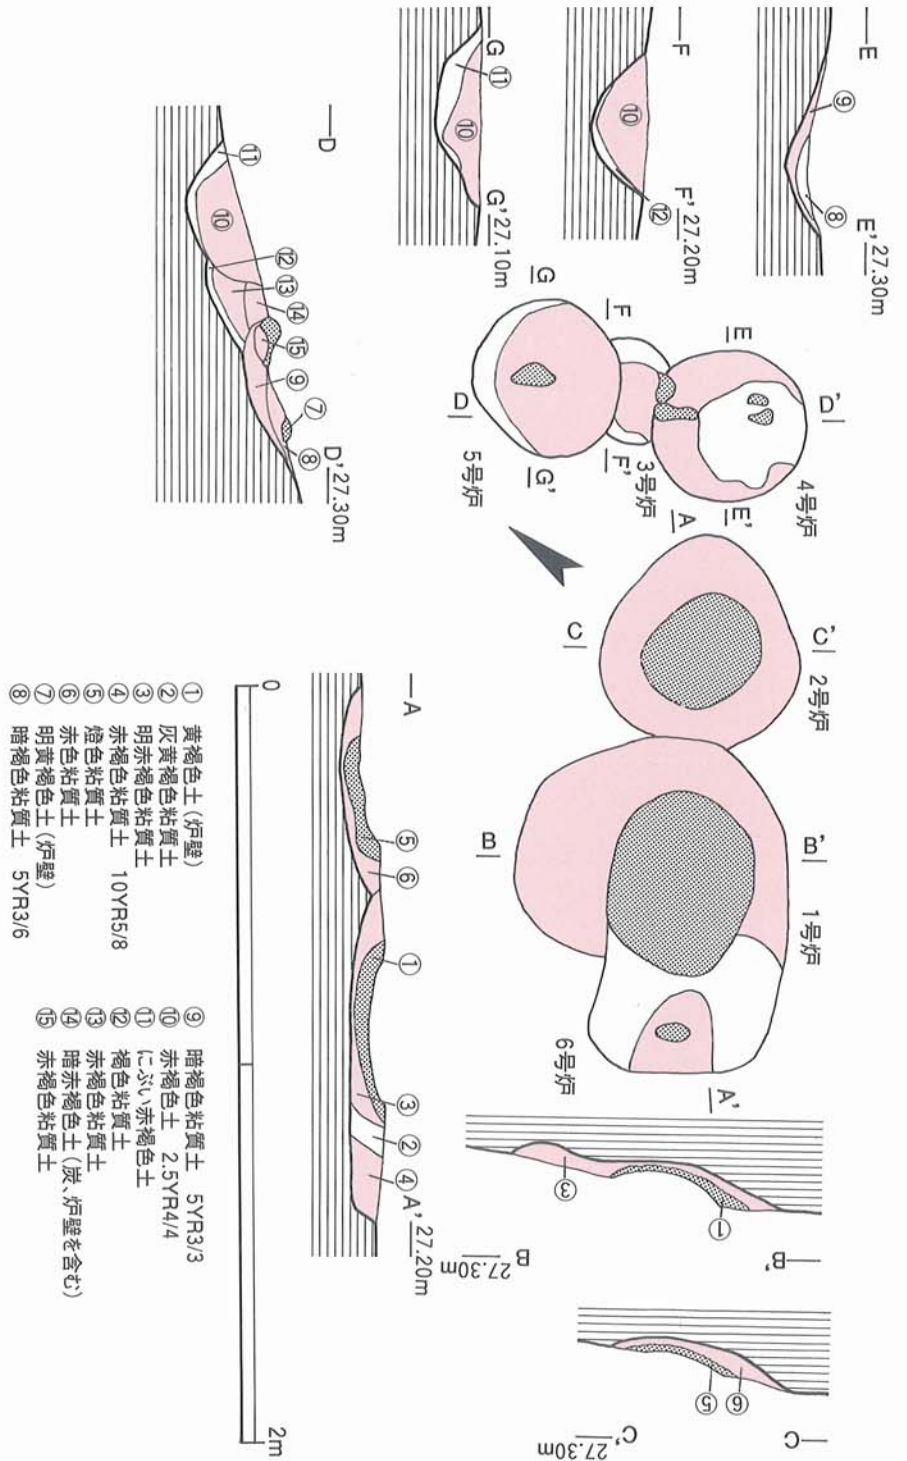 E
⑨
⑧
E' 27.30m
F
⑩
⑫
F' 27.20m
G
⑪
⑩
G' 27.10m
D
⑪
⑩
⑫
⑬
⑭
⑮
⑨
⑦
⑧
D' 27.30m
G
F
E
D
D'
5号炉
G'
F'
3号炉
E'
4号炉
A
C
C'
2号炉
B
B'
1号炉
6号炉
A'
A
⑤
⑥
①
③
②
④
A' 27.20m
③
①
B
27.30m
B'
⑤
⑥
C'
27.30m
C
0
2m
① 黄褐色土(炉壁)
② 灰黄褐色粘質土
③ 明赤褐色粘質土
④ 赤褐色粘質土 10YR5/8
⑤ 燈色粘質土
⑥ 赤色粘質土
⑦ 明黄褐色土(炉壁)
⑧ 暗褐色粘質土 5YR3/6
⑨ 暗褐色粘質土 5YR3/3
⑩ 赤褐色土 2.5YR4/4
⑪ にぶい赤褐色土
⑫ 褐色粘質土
⑬ 赤褐色粘質土
⑭ 暗赤褐色土(炭、炉壁を含む)
⑮ 赤褐色粘質土